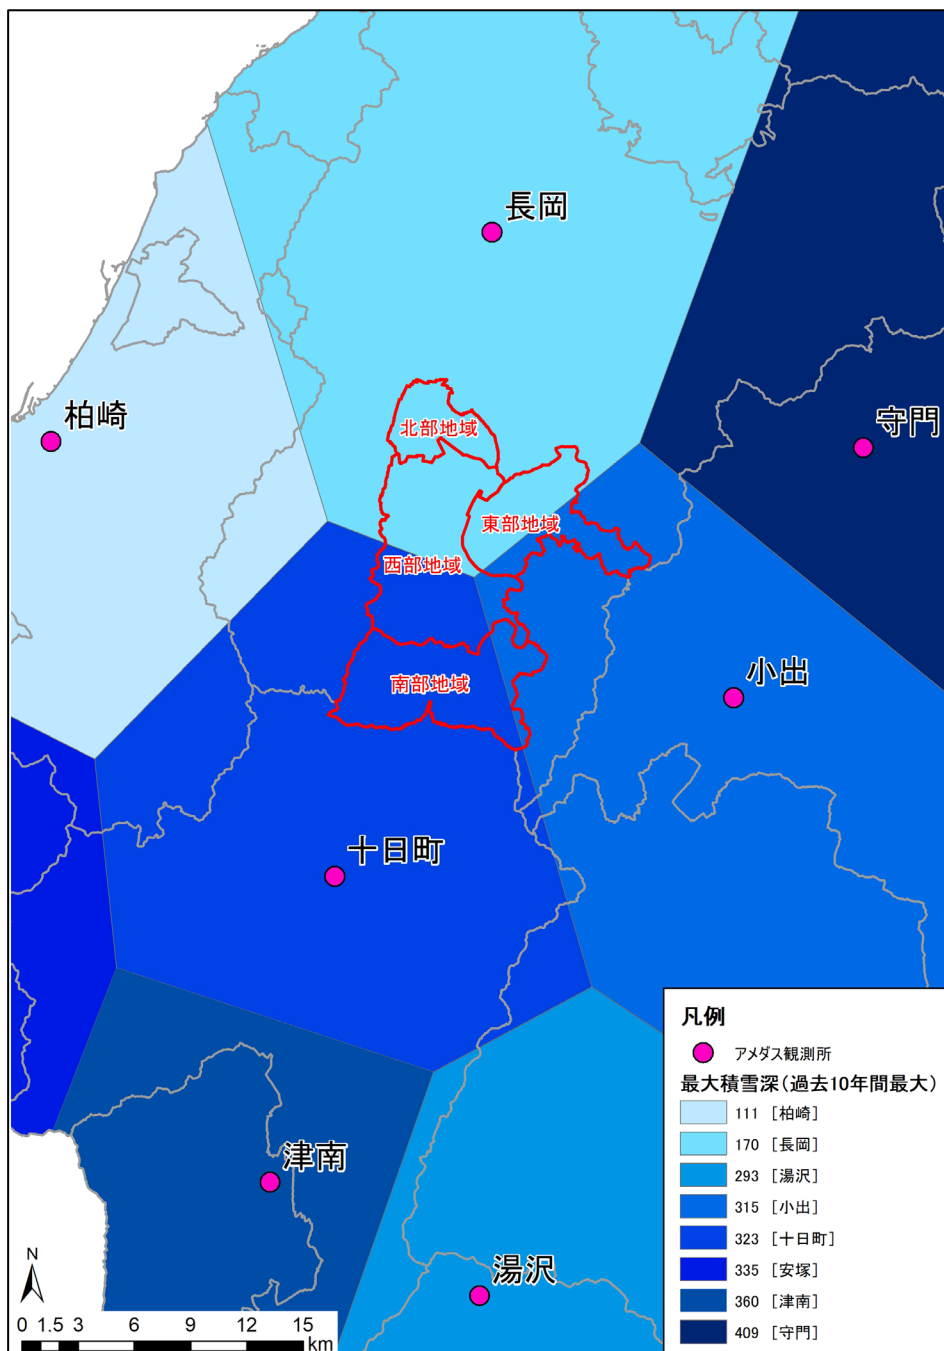 長岡
柏崎
守門
北部地域
東部地域
西部地域
南部地域
小出
十日町
津南
湯沢
N
0 1.5 3 6 9 12 15
km
凡例
アメダス観測所
最大積雪深(過去10年間最大)
111 [柏崎]
170 [長岡]
293 [湯沢]
315 [小出]
323 [十日町]
335 [安塚]
360 [津南]
409 [守門]